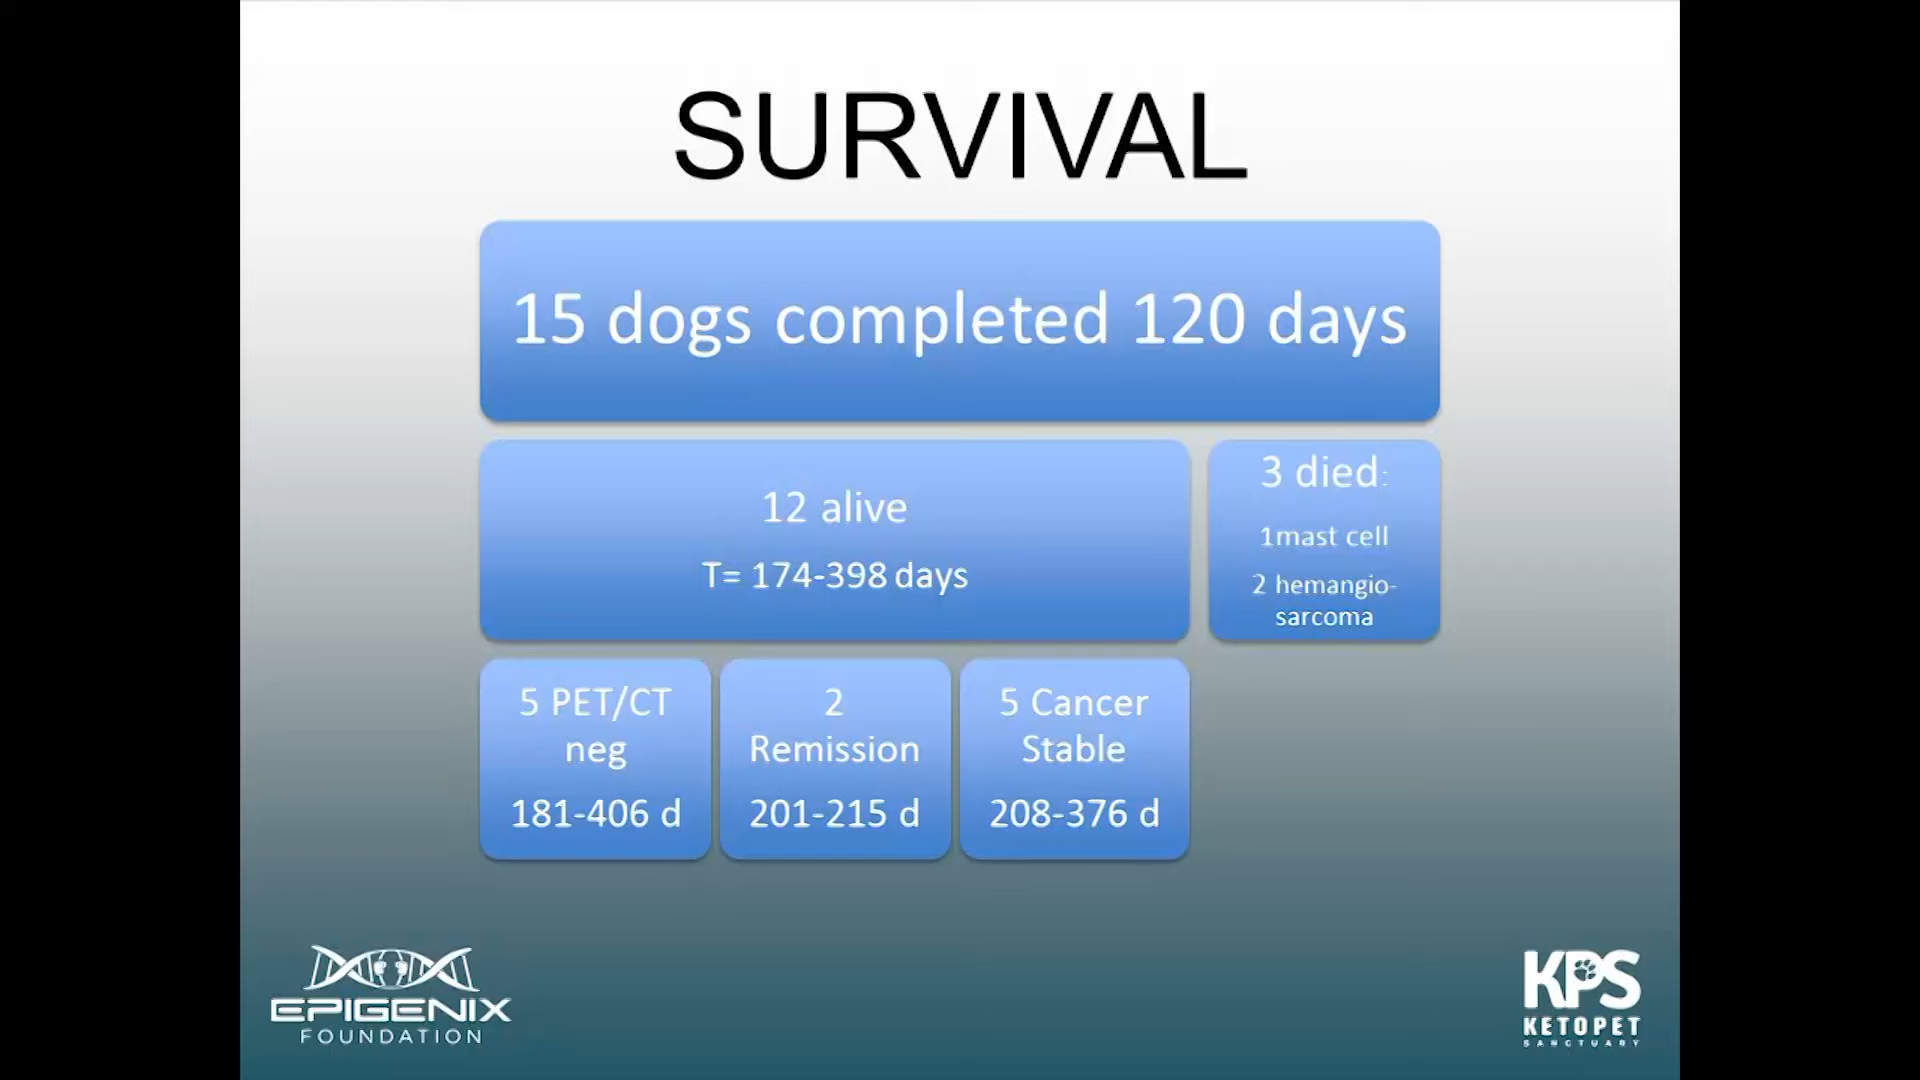 SURVIVAL
15 dogs completed 120 days
12 alive
T= 174-398 days
3 died:
1mast cell
2 hemangio-
sarcoma
5 PET/CT
neg
181-406 d
2
Remission
201-215 d
5 Cancer
Stable
208-376 d
EPIGENIX
FOUNDATION
KPS
KETOPET
SANCTUARY